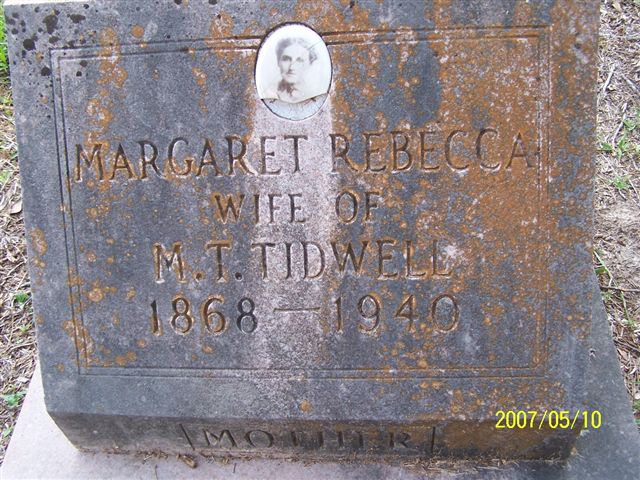 MARGARET REBECCA
WIFE OF
M. T. TIDWELL
1868 — 1940
MOTHER
2007/05/10